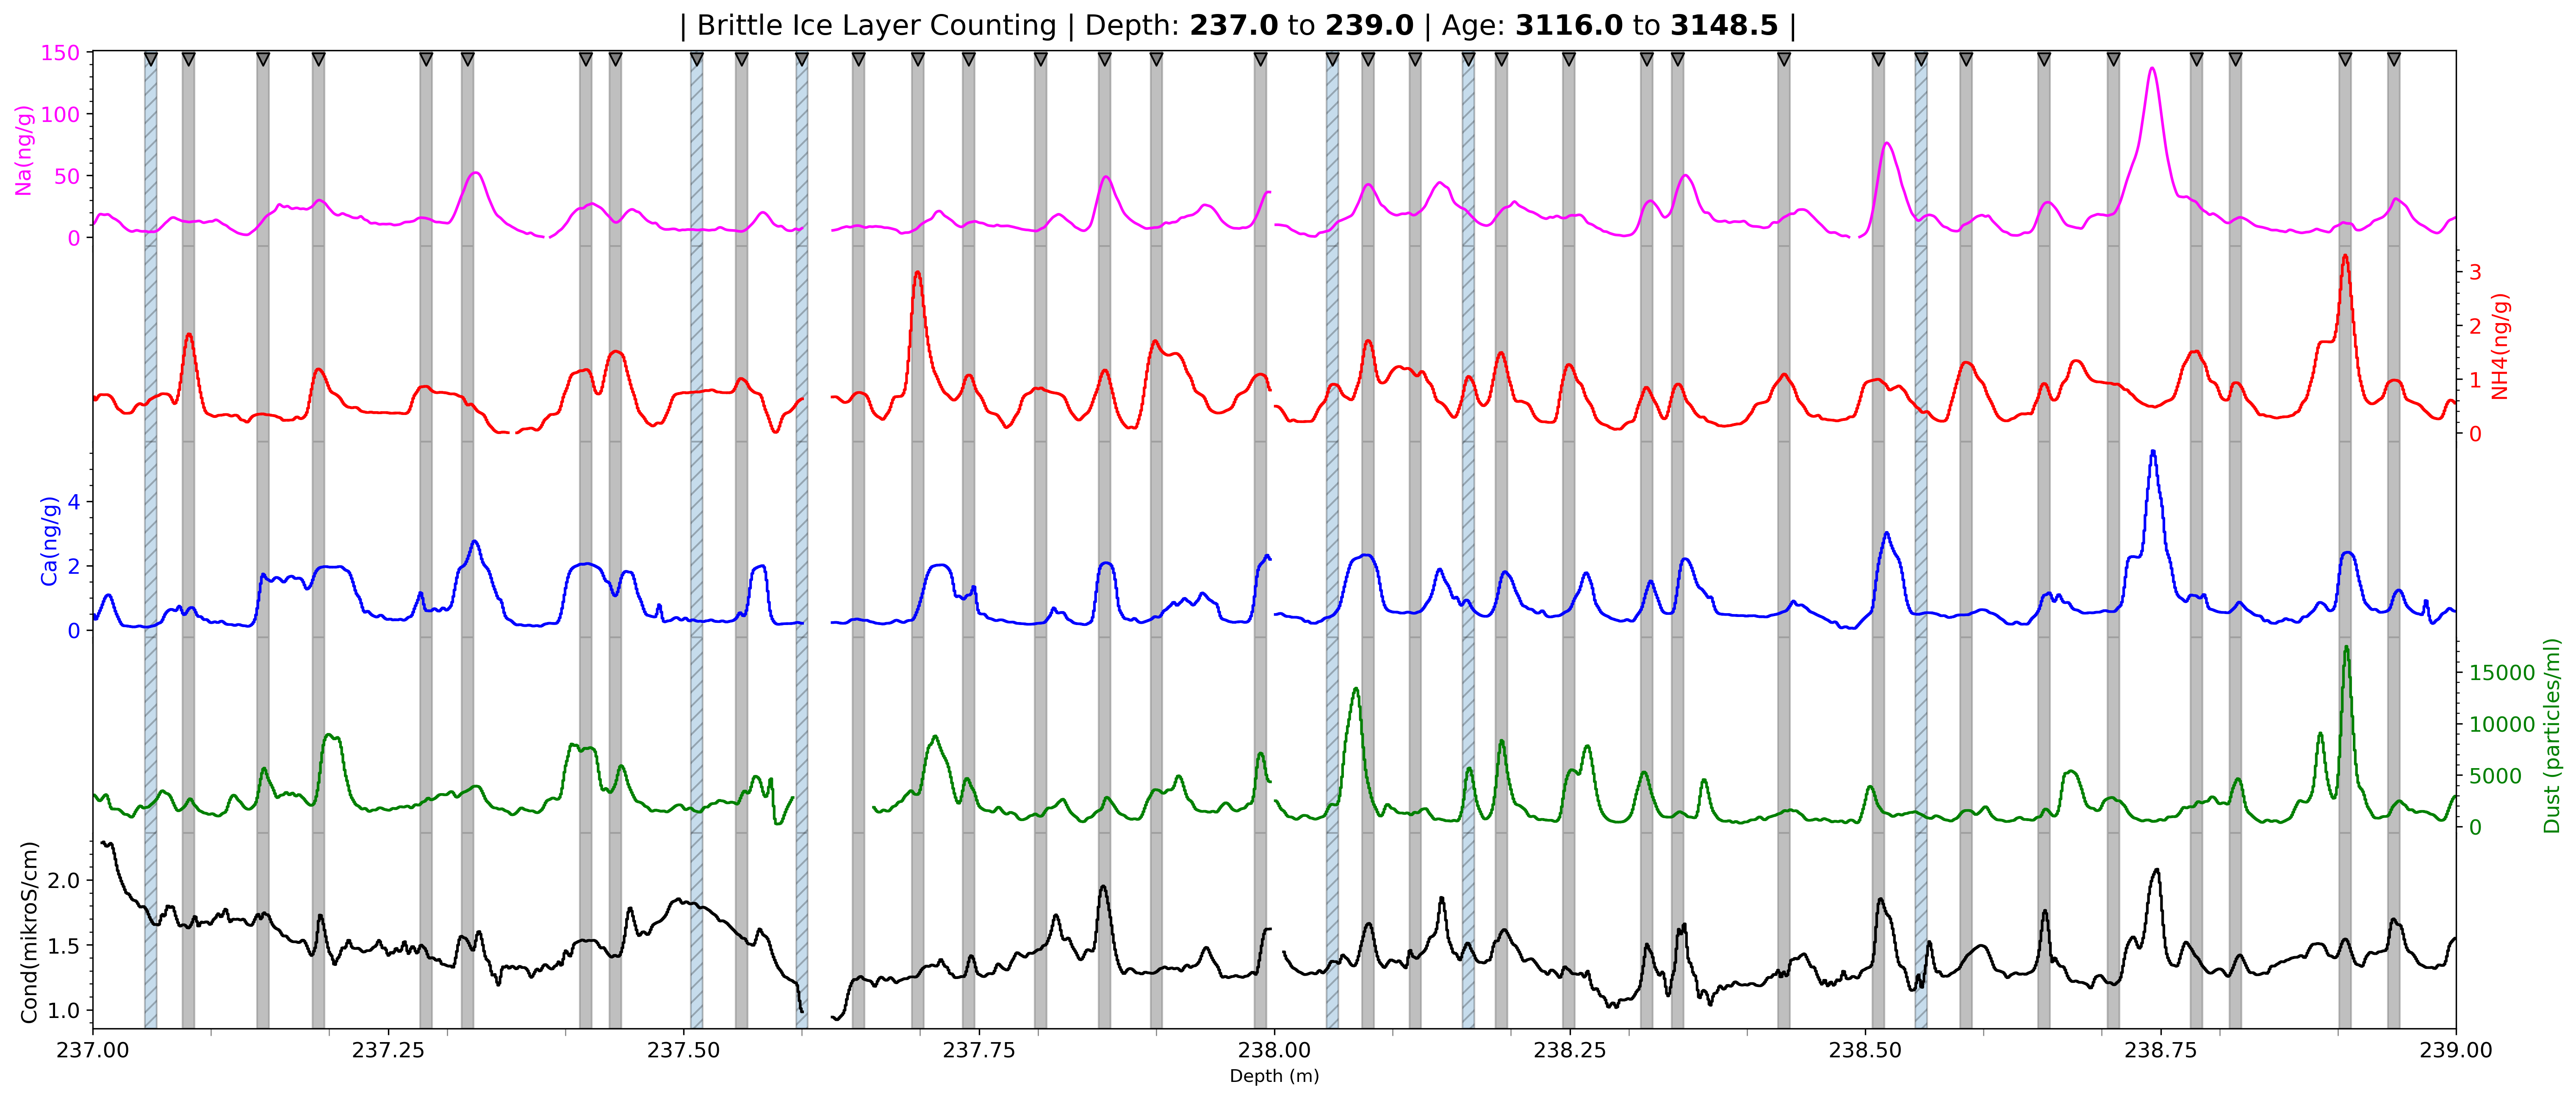 | Brittle Ice Layer Counting | Depth: 237.0 to 239.0 | Age: 3116.0 to 3148.5 |
150
100
50
0
Na(ng/g)
3
2
1
0
NH4(ng/g)
4
2
0
Ca(ng/g)
15000
10000
5000
0
Dust (particles/ml)
2.0
1.5
1.0
Cond(mikroS/cm)
237.00 237.25 237.50 237.75 238.00 238.25 238.50 238.75 239.00
Depth (m)